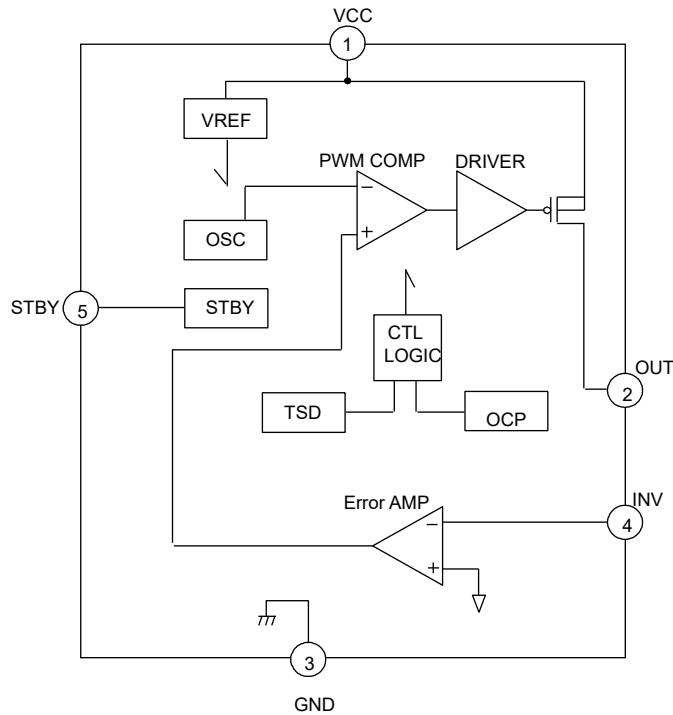 VCC
1
VREF
PWM COMP
DRIVER
−
OSC
+
STBY
5
STBY
CTL
LOGIC
OUT
2
TSD
OCP
Error AMP
INV
−
4
+
3
GND